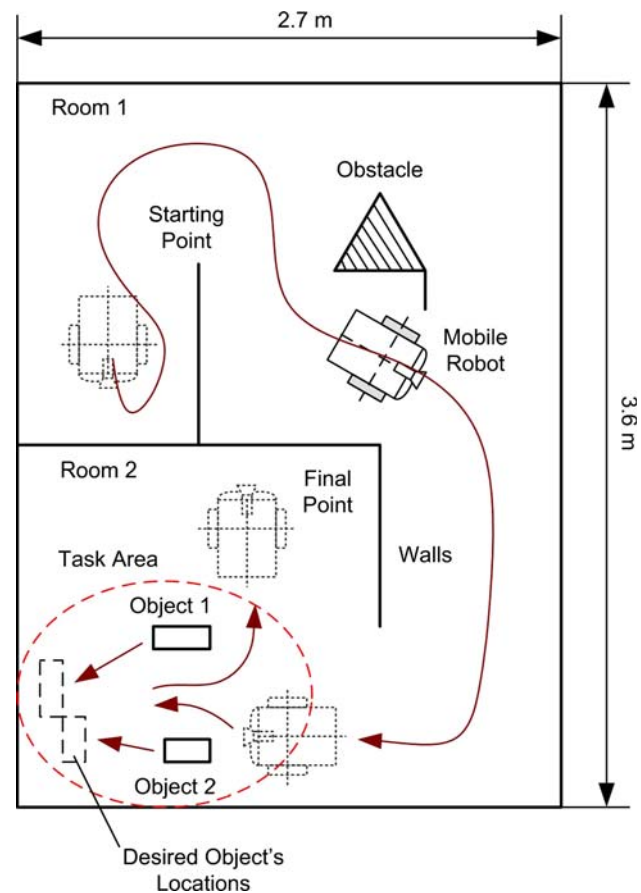 2.7 m
Room 1
Obstacle
Starting
Point
Mobile
Robot
3.6 m
Room 2
Final
Point
Walls
Task Area
Object 1
Object 2
Desired Object's
Locations